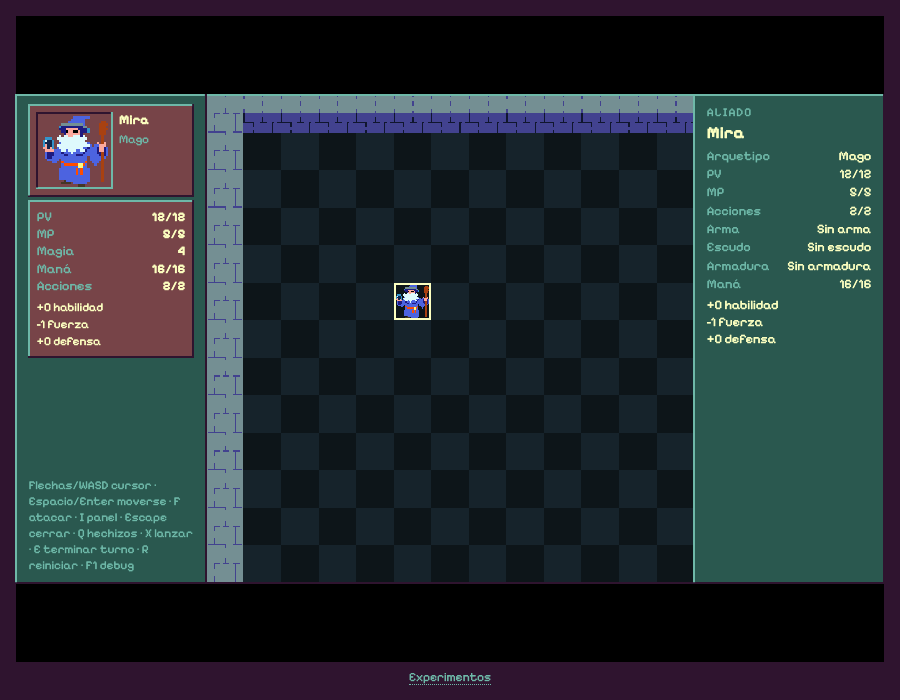 Mira
Mago
PV 18/18
MP 8/8
Magia 4
Maná 16/16
Acciones 8/8
+0 habilidad
-1 fuerza
+0 defensa
Flechas/WASD cursor ·
Espacio/Enter moverse · F
atacar · I panel · Escape
cerrar · Q hechizos · X lanzar
· E terminar turno · R
reiniciar · F1 debug
ALIADO
Mira
Arquetipo Mago
PV 18/18
MP 8/8
Acciones 8/8
Arma Sin arma
Escudo Sin escudo
Armadura Sin armadura
Maná 16/16
+0 habilidad
-1 fuerza
+0 defensa
Experimentos